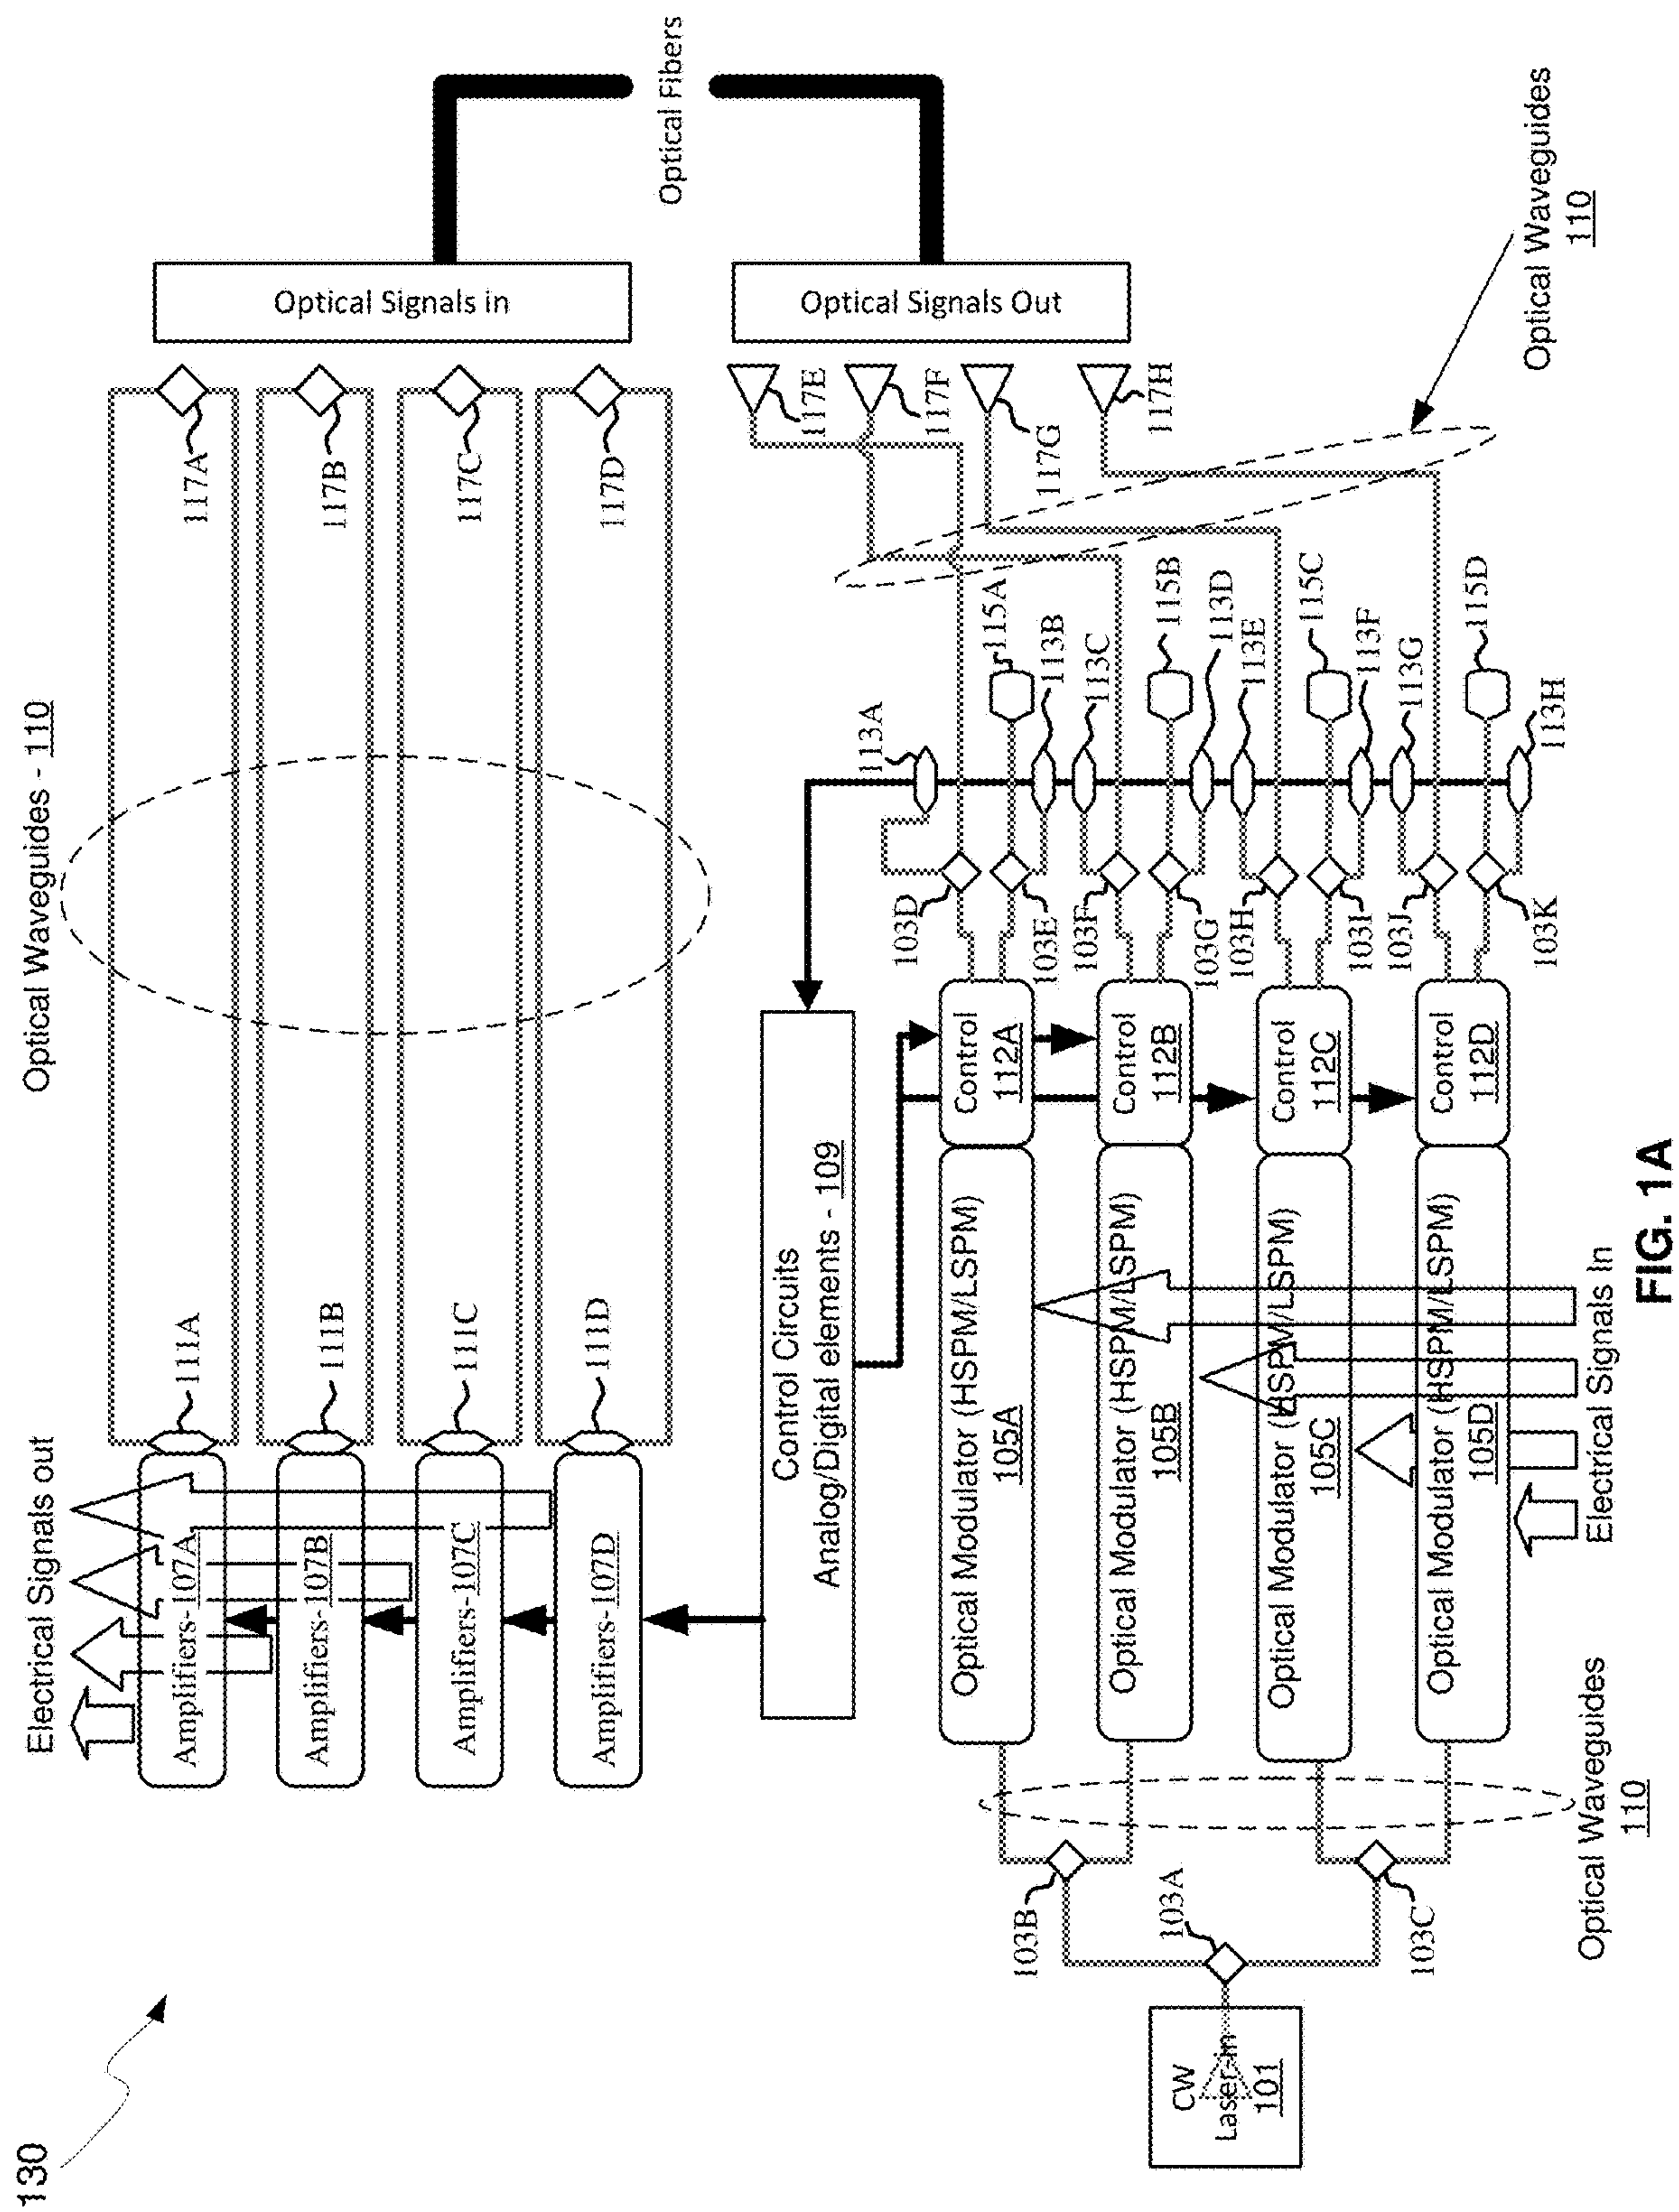 130
Electrical Signals out
Optical Waveguides - 110
Amplifiers-107A
Amplifiers-107B
Amplifiers-107C
Amplifiers-107D
111A
111B
111C
111D
117A
117B
117C
117D
Optical Signals in
Optical Fibers
Optical Signals Out
Control Circuits
Analog/Digital elements - 109
117E
117F
117G
117H
Optical Waveguides
110
CW
Laser-in
101
103A
103B
103C
Optical Waveguides
110
Optical Modulator (HSPM/LSPM)
105A
Optical Modulator (HSPM/LSPM)
105B
Optical Modulator (HSPM/LSPM)
105C
Optical Modulator (HSPM/LSPM)
105D
Control
112A
Control
112B
Control
112C
Control
112D
103D
103E
103F
103G
103H
103I
103J
103K
113A
115A
113B
113C
115B
113D
113E
115C
113F
113G
115D
113H
Electrical Signals In
FIG. 1A